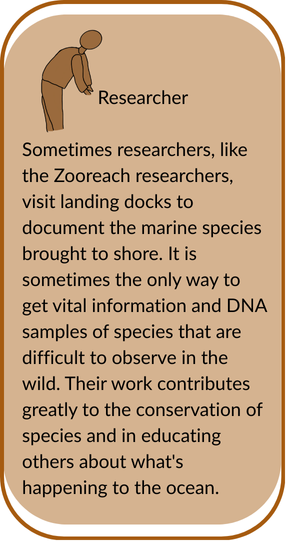 Researcher
Sometimes researchers, like
the Zooreach researchers,
visit landing docks to
document the marine species
brought to shore. It is
sometimes the only way to
get vital information and DNA
samples of species that are
difficult to observe in the
wild. Their work contributes
greatly to the conservation of
species and in educating
others about what's
happening to the ocean.